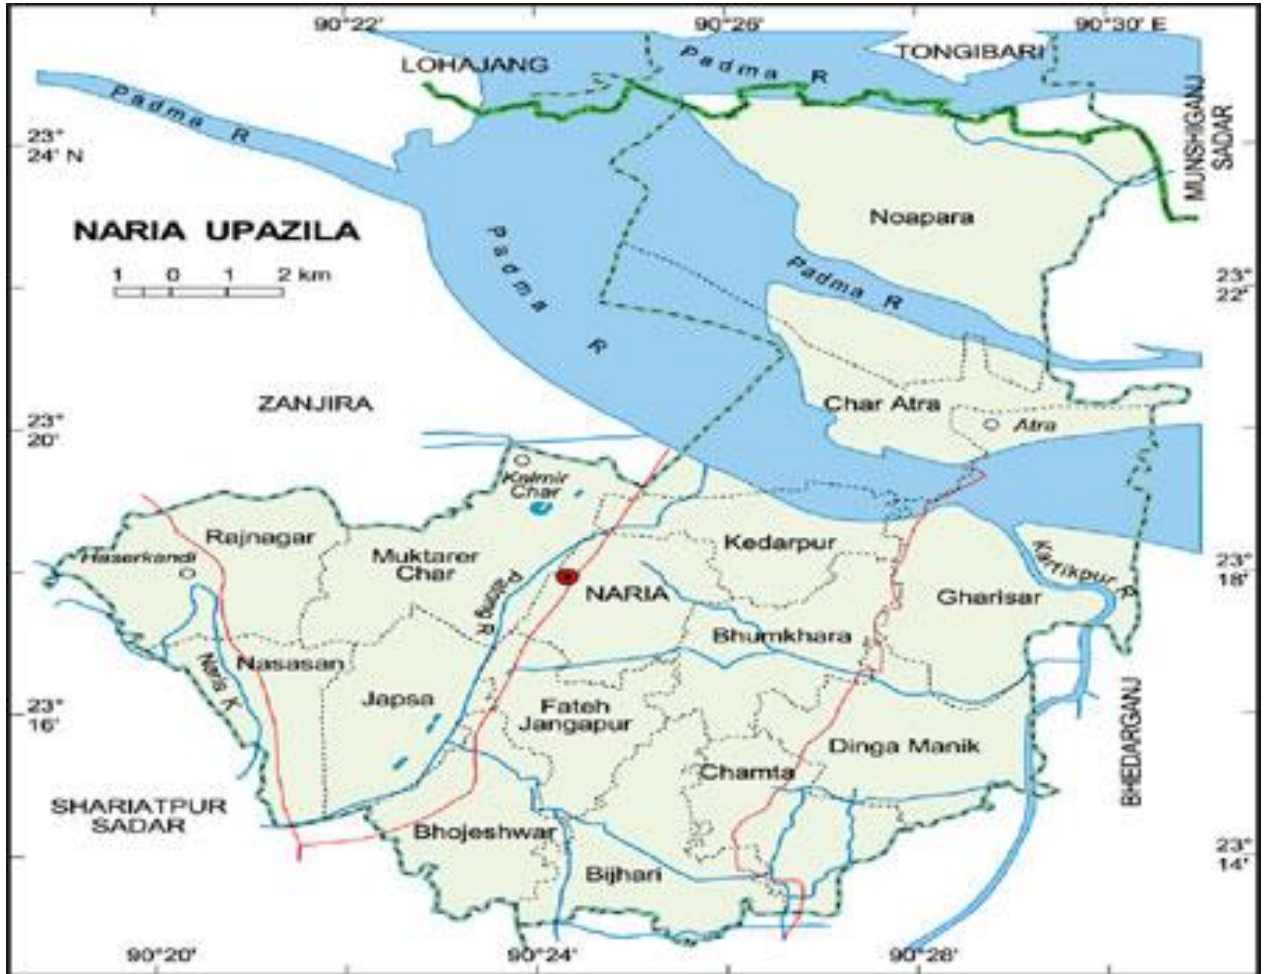 90°22'
90°26'
90°30' E
LOHAJANG
Padma R
TONGIBARI
Padma R
23°
24' N
MUNSHIGANJ
SADAR
NARIA UPAZILA
Noapara
1 0 1 2 km
Padma R
Padma R
23°
22'
ZANJIRA
Char Atra
23°
20'
Atra
Kalmir
Char
Rajnagar
Haserkandi
Muktarer
Char
Kedarpur
Kartikpur R
23°
18'
Palong R
NARIA
Gharisar
Bhumkhara
Nasasan
Naria K
Japsa
23°
16'
Fateh
Jangapur
Dinga Manik
BHEDARGANJ
Chamta
SHARIATPUR
SADAR
Bhojeshwar
23°
14'
Bijhari
90°20'
90°24'
90°28'